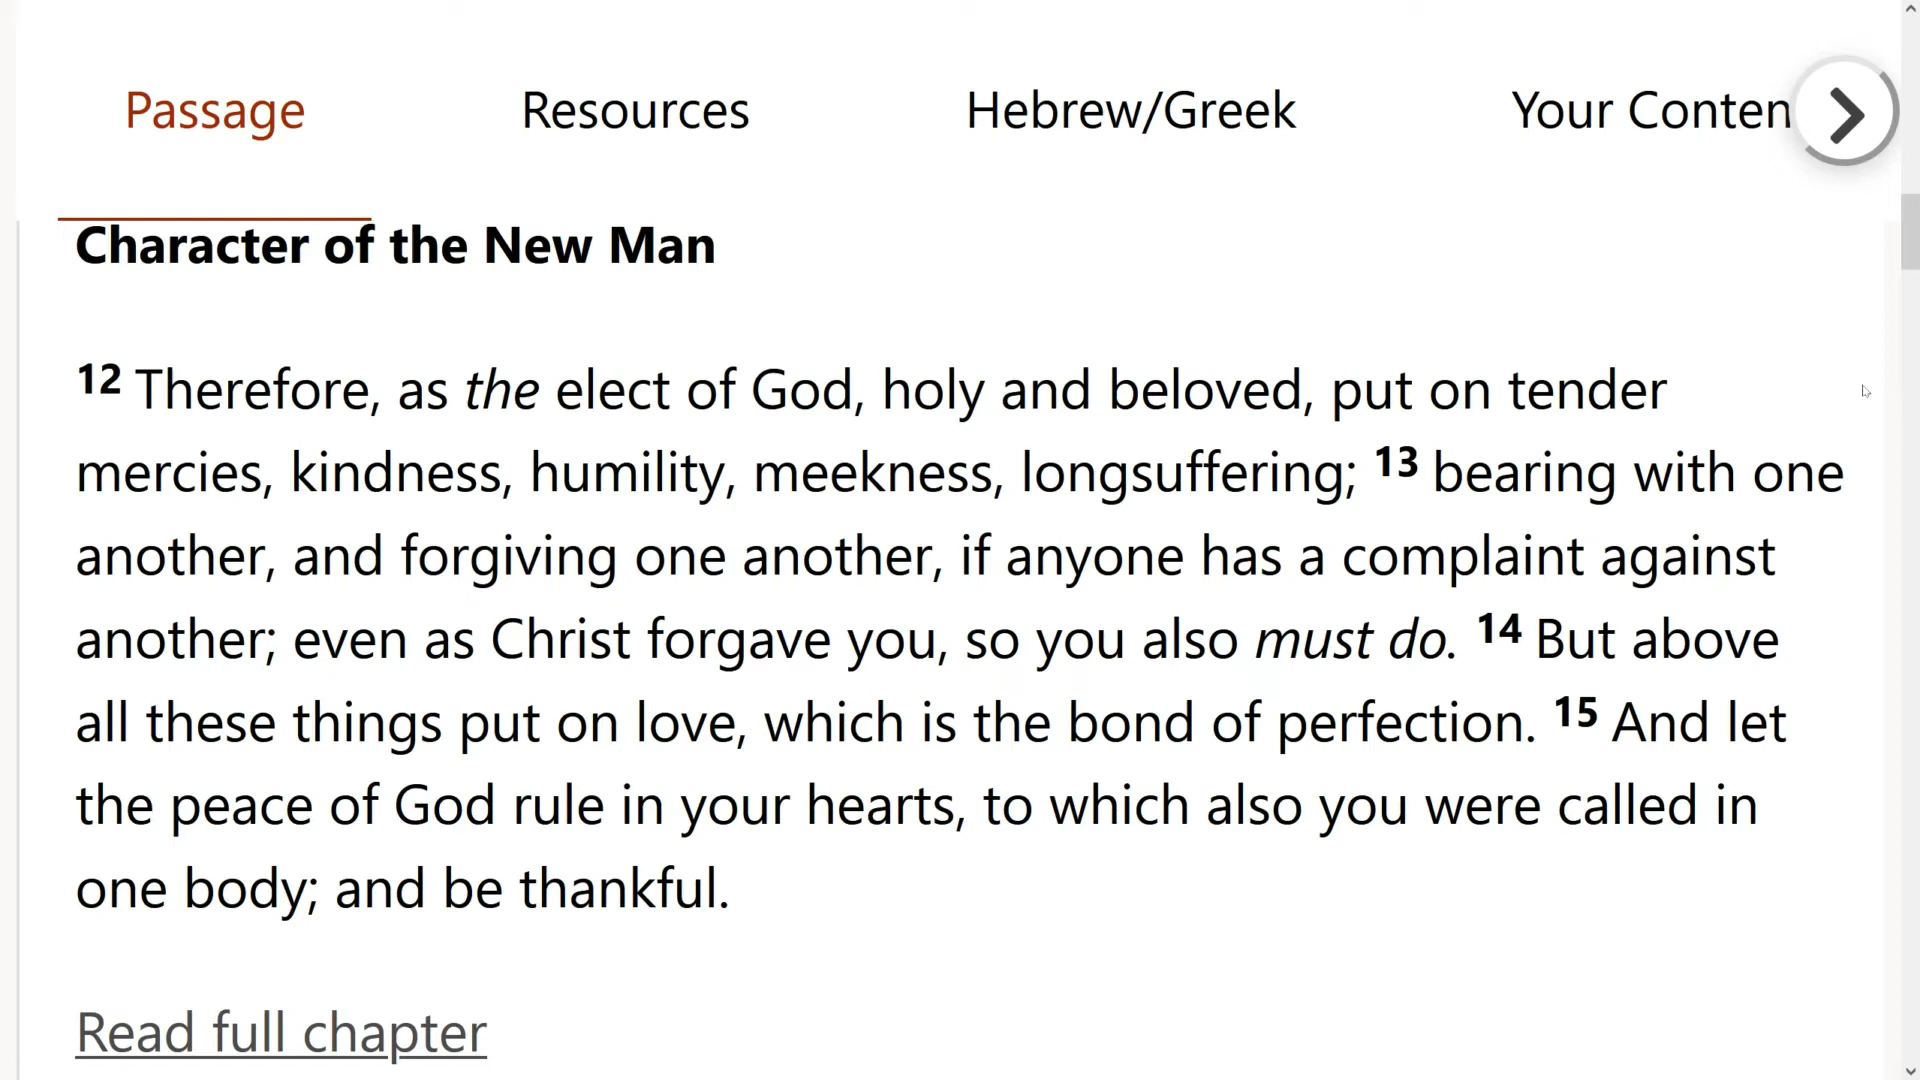 Passage Resources Hebrew/Greek Your Conten
Character of the New Man
12 Therefore, as the elect of God, holy and beloved, put on tender
mercies, kindness, humility, meekness, longsuffering; 13 bearing with one
another, and forgiving one another, if anyone has a complaint against
another; even as Christ forgave you, so you also must do. 14 But above
all these things put on love, which is the bond of perfection. 15 And let
the peace of God rule in your hearts, to which also you were called in
one body; and be thankful.
Read full chapter